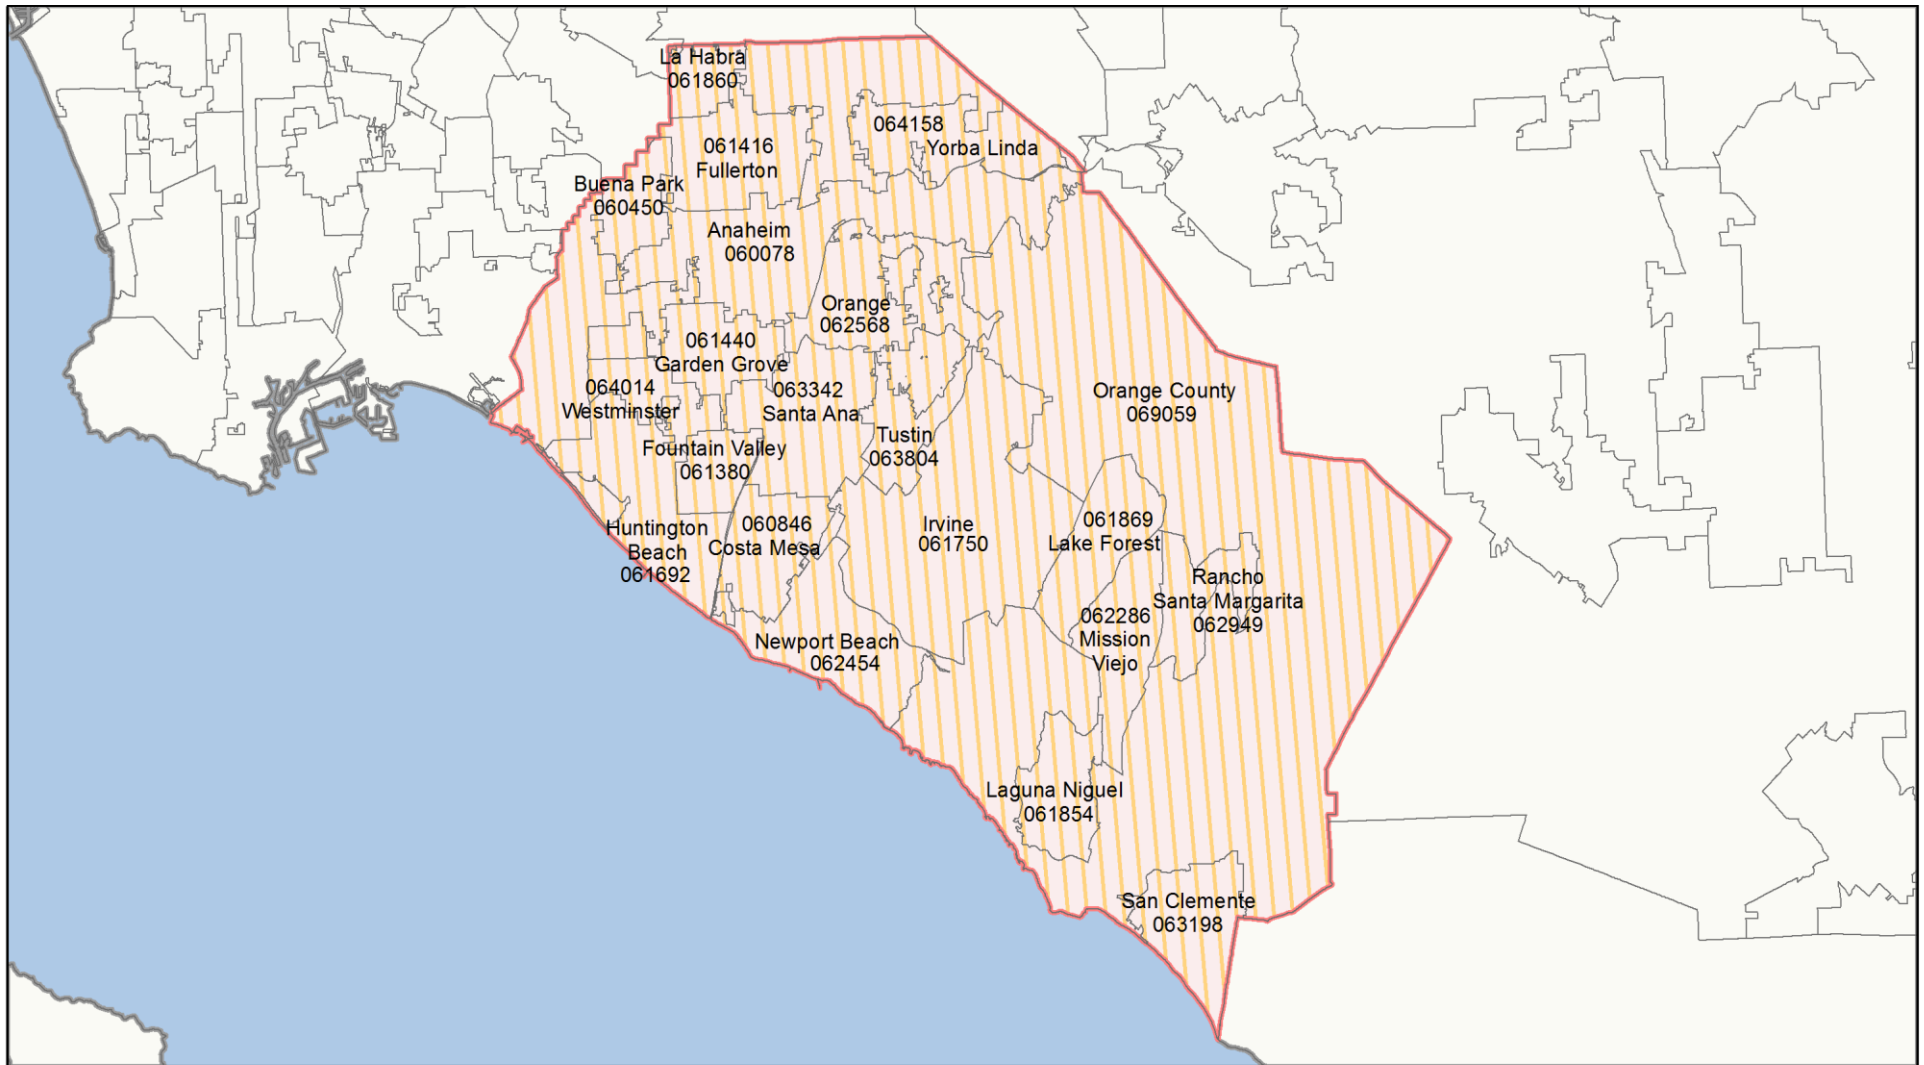 La Habra
061860
064158
Yorba Linda
061416
Fullerton
Buena Park
060450
Anaheim
060078
Orange
062568
061440
Garden Grove
064014
Westminster
063342
Santa Ana
Orange County
069059
Tustin
063804
Fountain Valley
061380
Huntington
Beach
061692
060846
Costa Mesa
Irvine
061750
061869
Lake Forest
Rancho
Santa Margarita
062949
062286
Mission
Viejo
Newport Beach
062454
Laguna Niguel
061854
San Clemente
063198